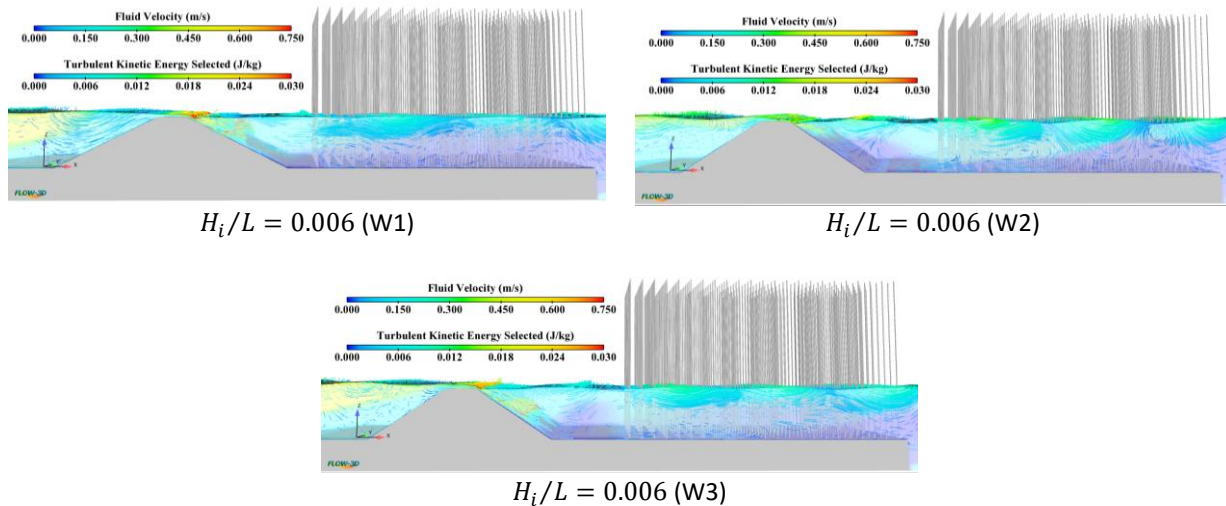 Fluid Velocity (m/s)
0.000 0.150 0.300 0.450 0.600 0.750
Turbulent Kinetic Energy Selected (J/kg)
0.000 0.006 0.012 0.018 0.024 0.030
z
Y
X
FLOW-3D
H_i/L = 0.006 (W1)
Fluid Velocity (m/s)
0.000 0.150 0.300 0.450 0.600 0.750
Turbulent Kinetic Energy Selected (J/kg)
0.000 0.006 0.012 0.018 0.024 0.030
z
Y
X
FLOW-3D
H_i/L = 0.006 (W2)
Fluid Velocity (m/s)
0.000 0.150 0.300 0.450 0.600 0.750
Turbulent Kinetic Energy Selected (J/kg)
0.000 0.006 0.012 0.018 0.024 0.030
z
Y
X
FLOW-3D
H_i/L = 0.006 (W3)